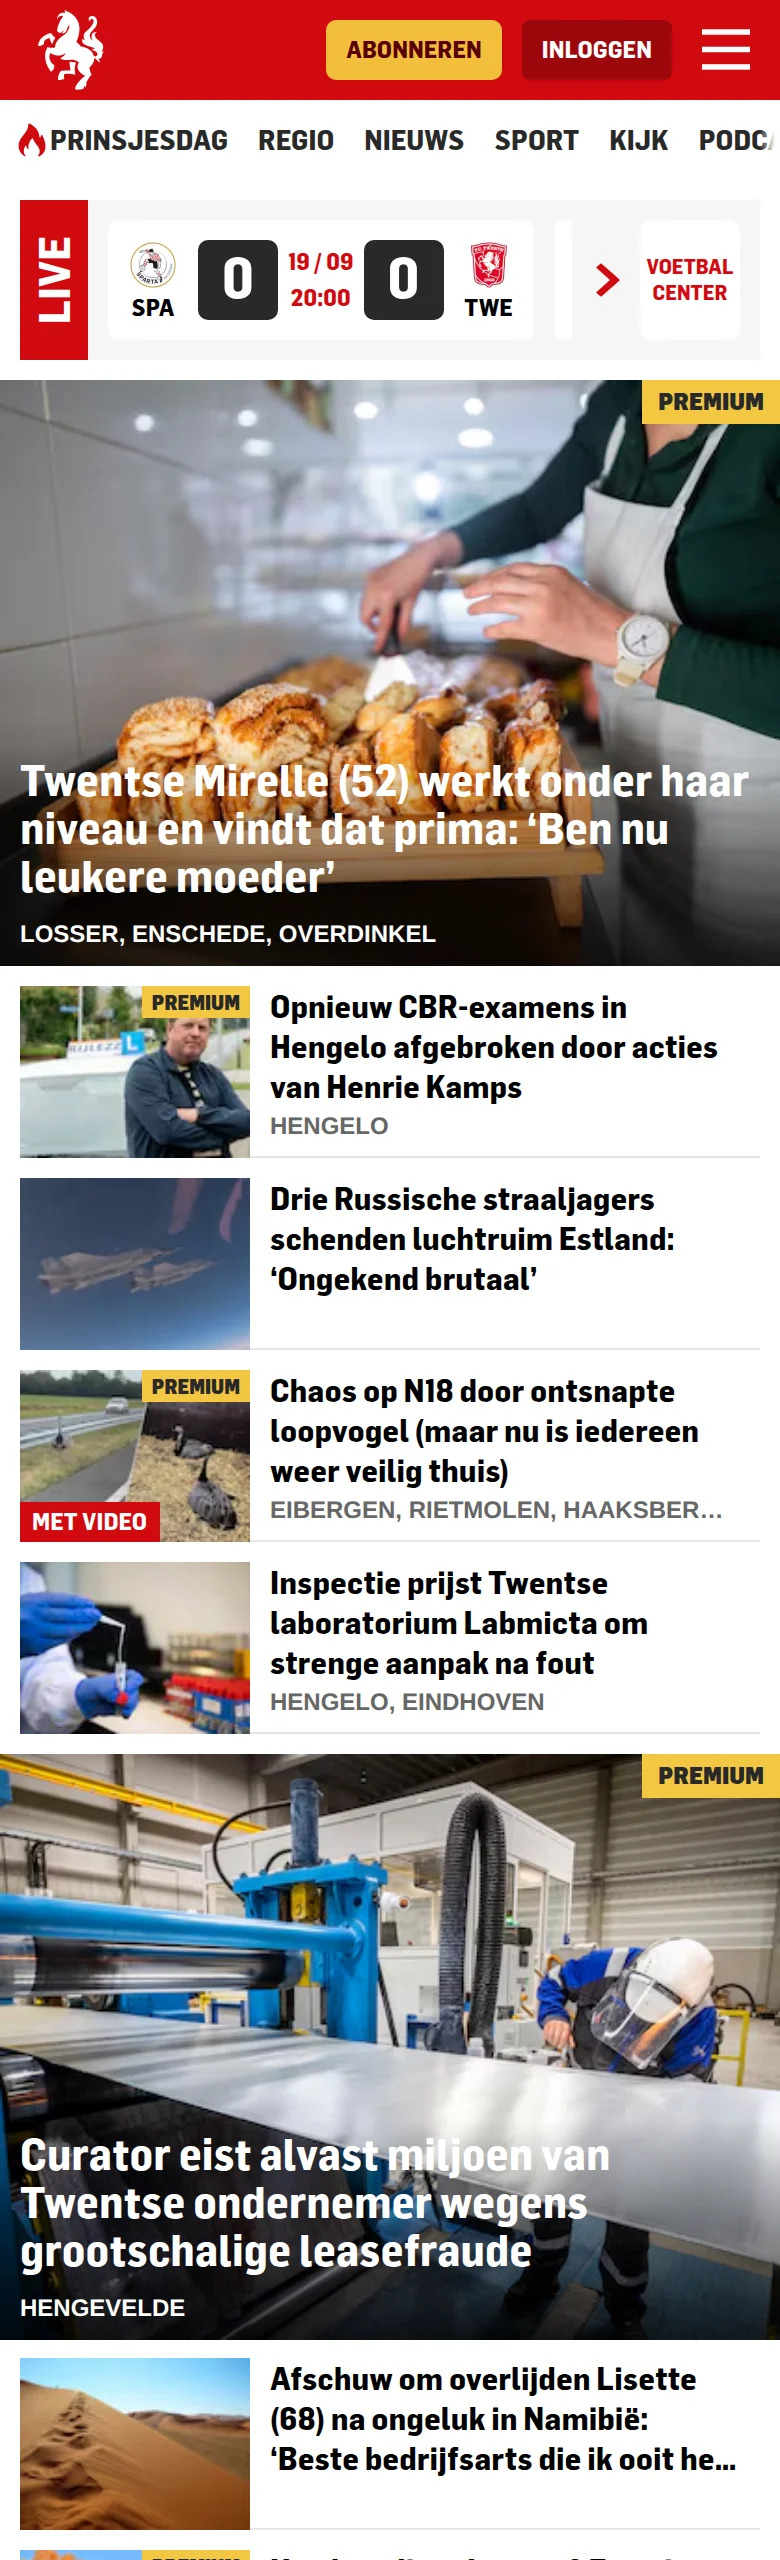 ABONNEREN
INLOGGEN
PRINSJESDAG REGIO NIEUWS SPORT KIJK
LIVE
SPA
0
19 / 09
20:00
0
TWE
VOETBAL
CENTER
PREMIUM
Twentse Mirelle (52) werkt onder haar
niveau en vindt dat prima: ‘Ben nu
leukere moeder’
LOSSER, ENSCHEDE, OVERDINKEL
PREMIUM
Opnieuw CBR-examens in
Hengelo afgebroken door acties
van Henrie Kamps
HENGELO
Drie Russische straaljagers
schenden luchtruim Estland:
‘Ongekend brutaal’
PREMIUM
MET VIDEO
Chaos op N18 door ontsnapte
loopvogel (maar nu is iedereen
weer veilig thuis)
EIBERGEN, RIETMOLEN, HAAKSBER...
Inspectie prijst Twentse
laboratorium Labmicta om
strenge aanpak na fout
HENGELO, EINDHOVEN
PREMIUM
Curator eist alvast miljoen van
Twentse ondernemer wegens
grootschalige leasefraude
HENGEVELDE
Afschuw om overlijden Lisette
(68) na ongeluk in Namibië:
‘Beste bedrijfsarts die ik ooit he...